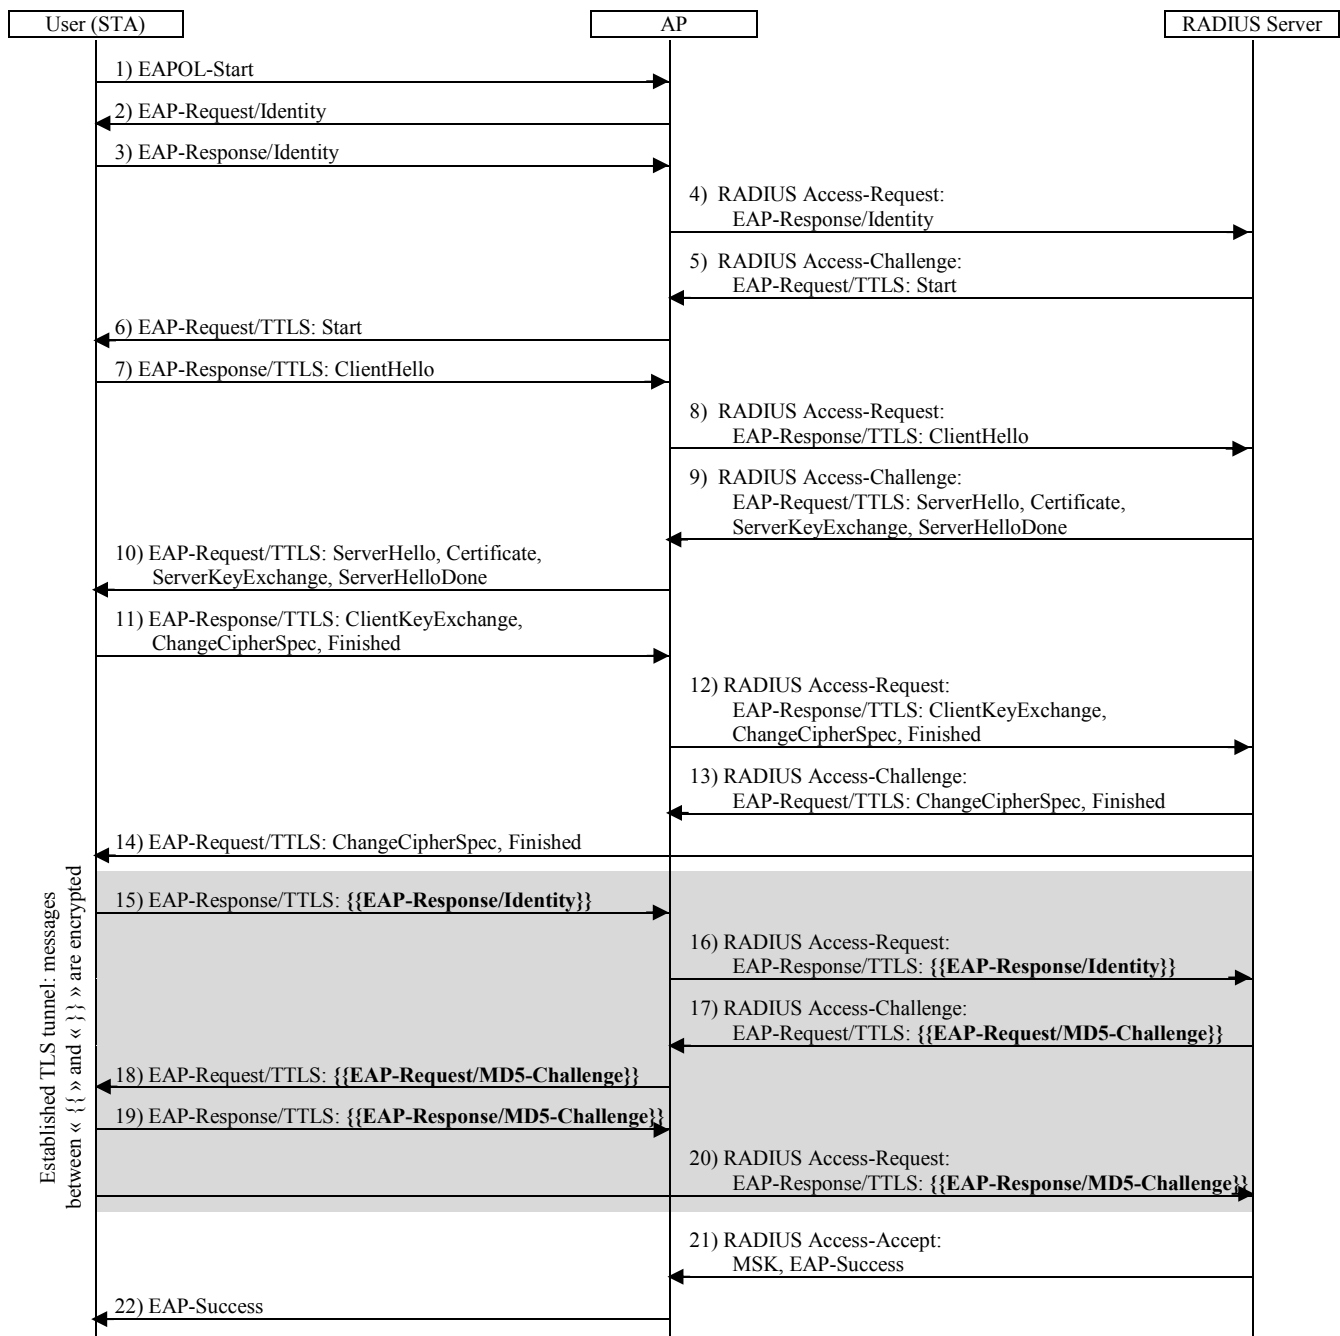 User (STA)
AP
RADIUS Server
1) EAPOL-Start
2) EAP-Request/Identity
3) EAP-Response/Identity
4) RADIUS Access-Request:
EAP-Response/Identity
5) RADIUS Access-Challenge:
EAP-Request/TTLS: Start
6) EAP-Request/TTLS: Start
7) EAP-Response/TTLS: ClientHello
8) RADIUS Access-Request:
EAP-Response/TTLS: ClientHello
9) RADIUS Access-Challenge:
EAP-Request/TTLS: ServerHello, Certificate,
ServerKeyExchange, ServerHelloDone
10) EAP-Request/TTLS: ServerHello, Certificate,
ServerKeyExchange, ServerHelloDone
11) EAP-Response/TTLS: ClientKeyExchange,
ChangeCipherSpec, Finished
12) RADIUS Access-Request:
EAP-Response/TTLS: ClientKeyExchange,
ChangeCipherSpec, Finished
13) RADIUS Access-Challenge:
EAP-Request/TTLS: ChangeCipherSpec, Finished
14) EAP-Request/TTLS: ChangeCipherSpec, Finished
Established TLS tunnel: messages
between « {{ » and « }} » are encrypted
15) EAP-Response/TTLS: {{EAP-Response/Identity}}
16) RADIUS Access-Request:
EAP-Response/TTLS: {{EAP-Response/Identity}}
17) RADIUS Access-Challenge:
EAP-Request/TTLS: {{EAP-Request/MD5-Challenge}}
18) EAP-Request/TTLS: {{EAP-Request/MD5-Challenge}}
19) EAP-Response/TTLS: {{EAP-Response/MD5-Challenge}}
20) RADIUS Access-Request:
EAP-Response/TTLS: {{EAP-Response/MD5-Challenge}}
21) RADIUS Access-Accept:
MSK, EAP-Success
22) EAP-Success